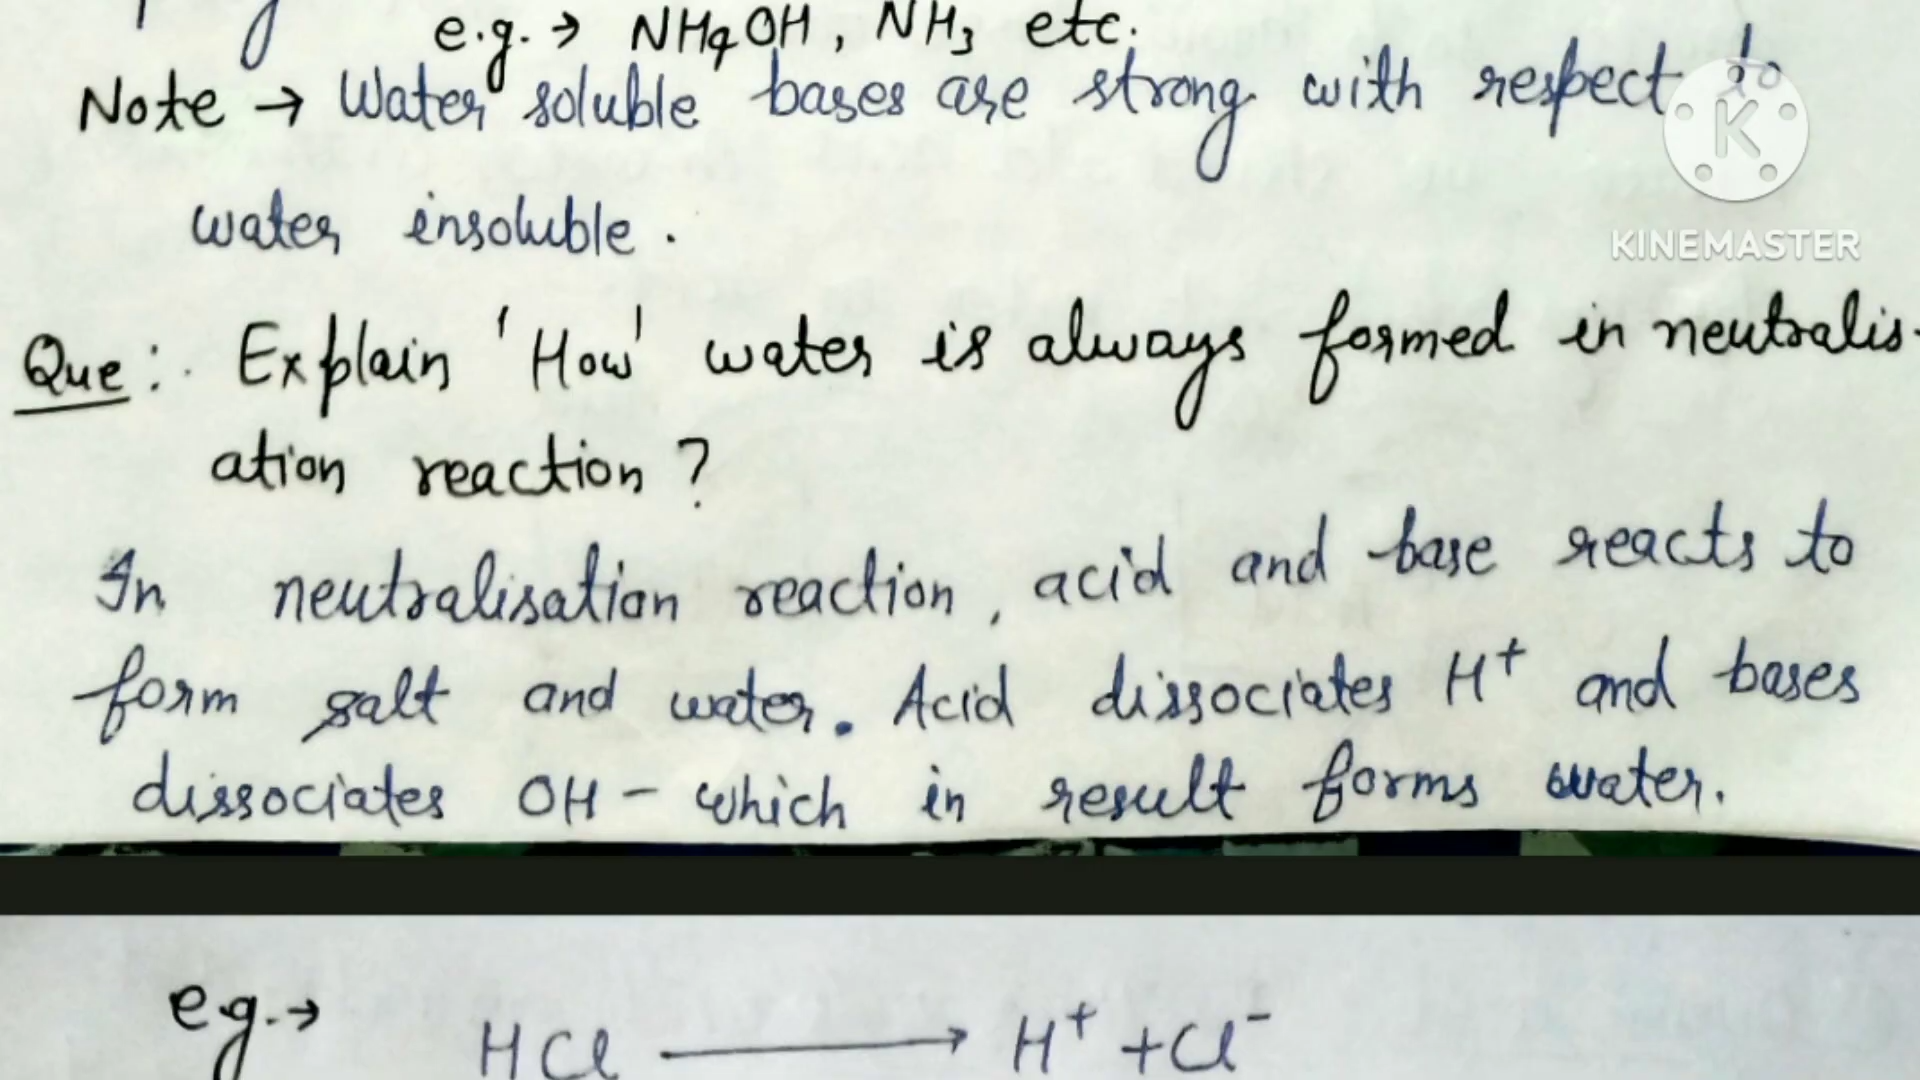 e.g. → NH4OH, NH3 etc.
Note → Water soluble bases are strong with respect to
water insoluble.
K
KINEMASTER
Que:. Explain 'How' water is always formed in neutralis-
ation reaction?
In neutralisation reaction, acid and base reacts to
form salt and water. Acid dissociates H+ and bases
dissociates OH- which in result forms water.
eg.→ HCl ⟶ H+ + Cl-